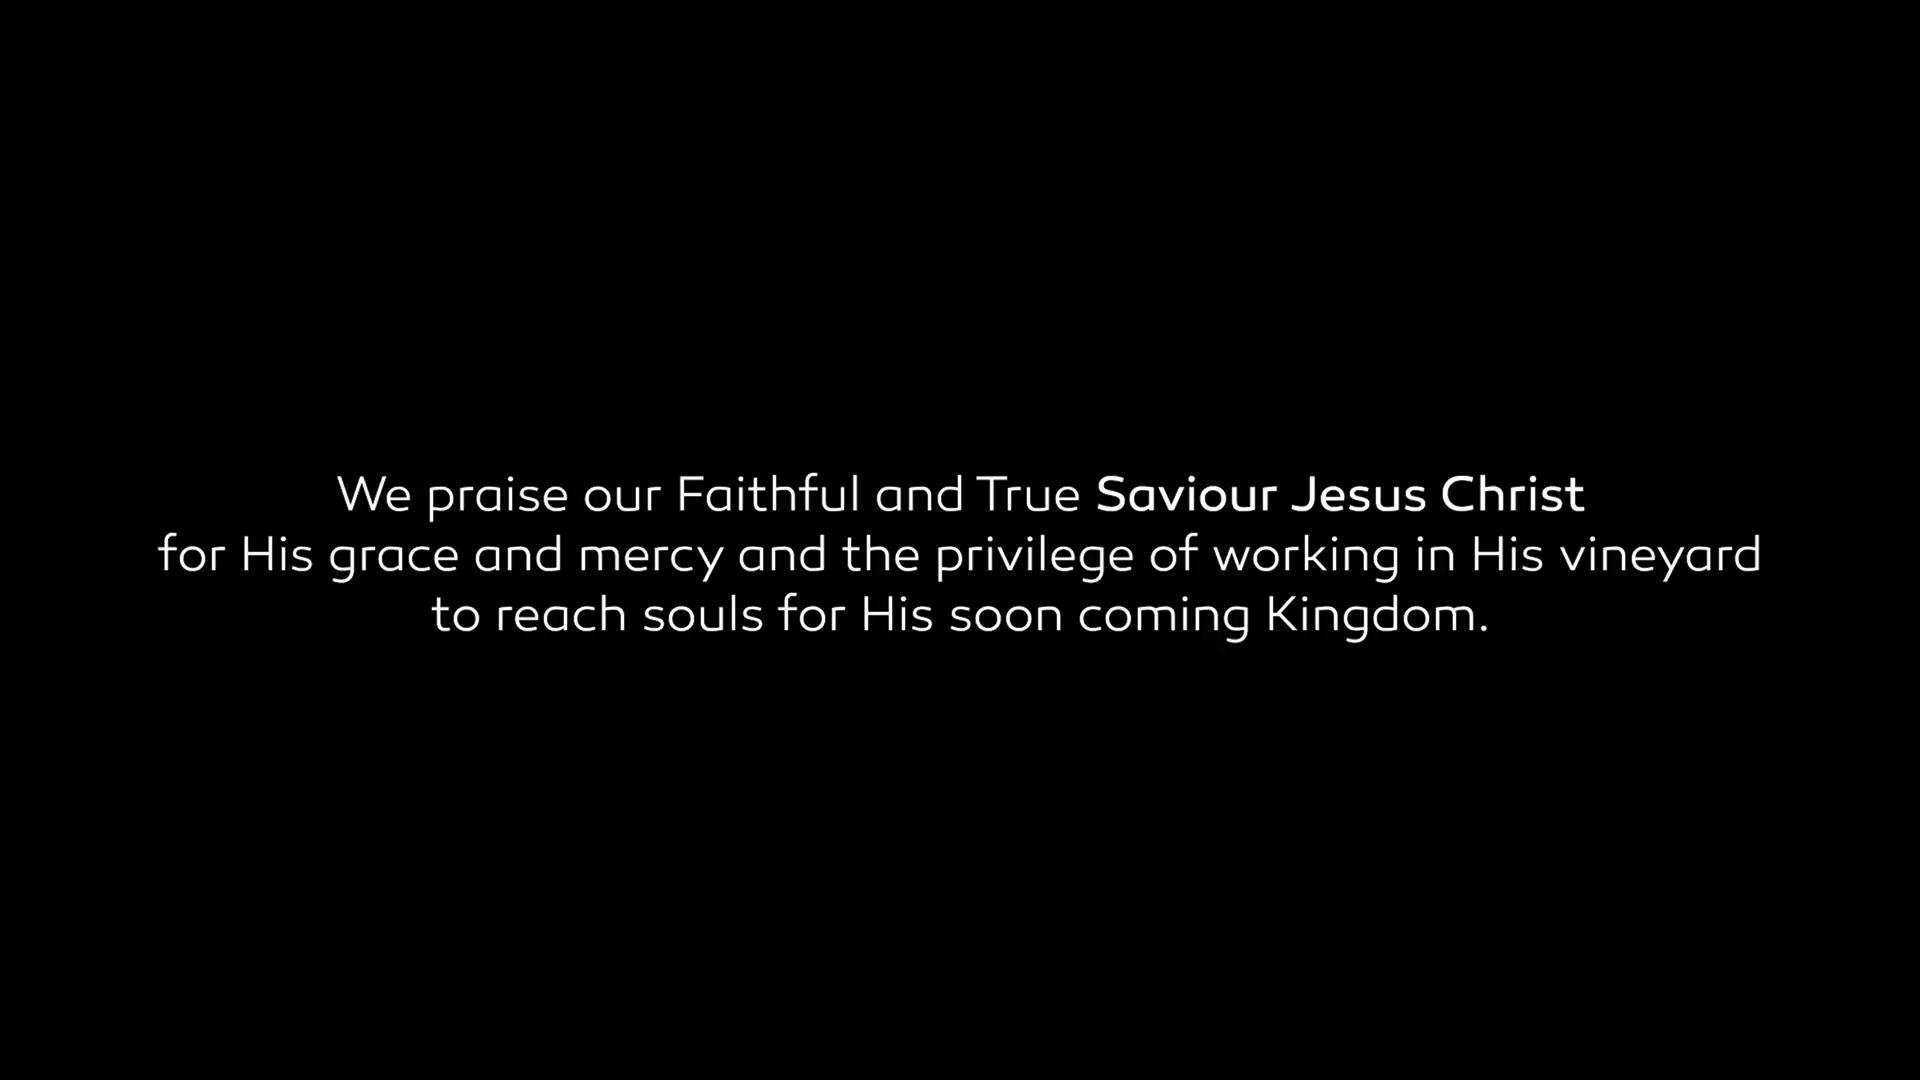 We praise our Faithful and True Saviour Jesus Christ
for His grace and mercy and the privilege of working in His vineyard
to reach souls for His soon coming Kingdom.